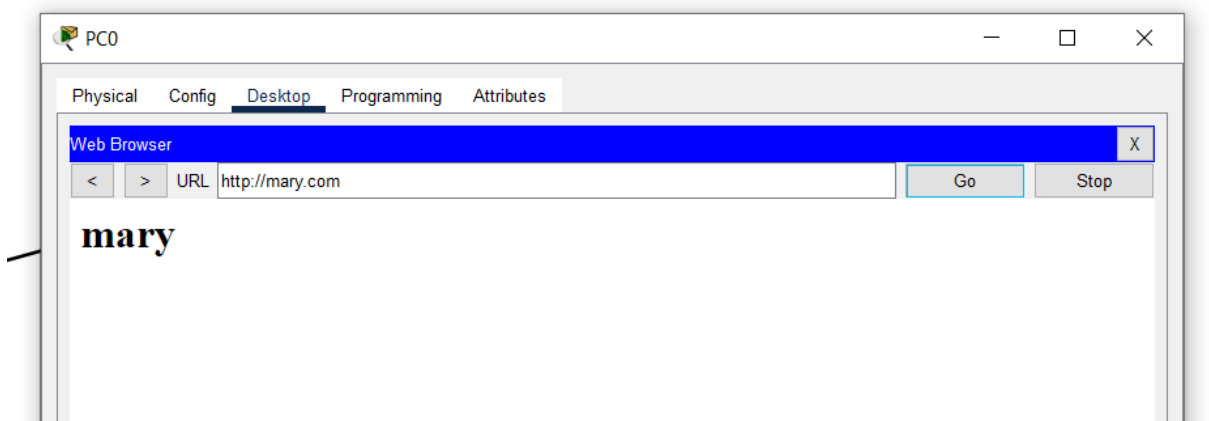 PC0
Physical Config Desktop Programming Attributes
Web Browser X
< > URL http://mary.com Go Stop
mary